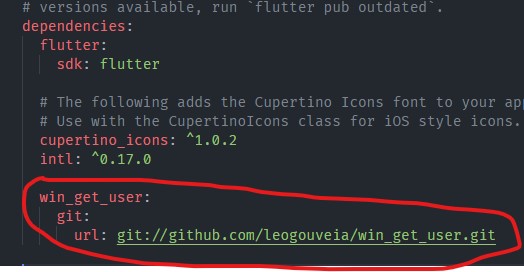 # versions available, run `flutter pub outdated`.
dependencies:
flutter:
sdk: flutter
# The following adds the Cupertino Icons font to your ap
# Use with the CupertinoIcons class for iOS style icons.
cupertino_icons: ^1.0.2
intl: ^0.17.0
win_get_user:
git:
url: git://github.com/leogouveia/win_get_user.git